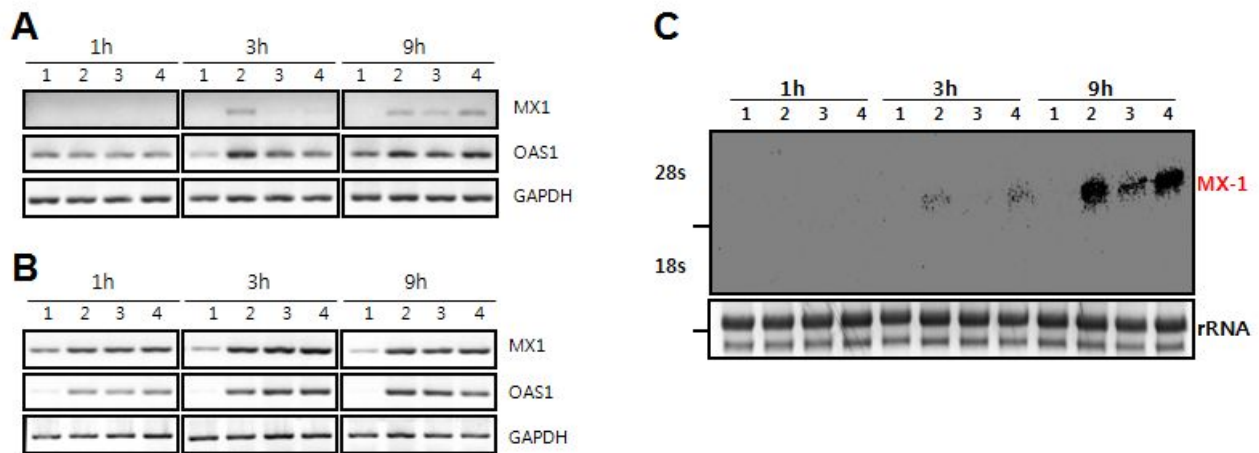 A
1h 3h 9h
1 2 3 4 1 2 3 4 1 2 3 4
MX1
OAS1
GAPDH
B
1h 3h 9h
1 2 3 4 1 2 3 4 1 2 3 4
MX1
OAS1
GAPDH
C
1h 3h 9h
1 2 3 4 1 2 3 4 1 2 3 4
28s
MX-1
18s
rRNA